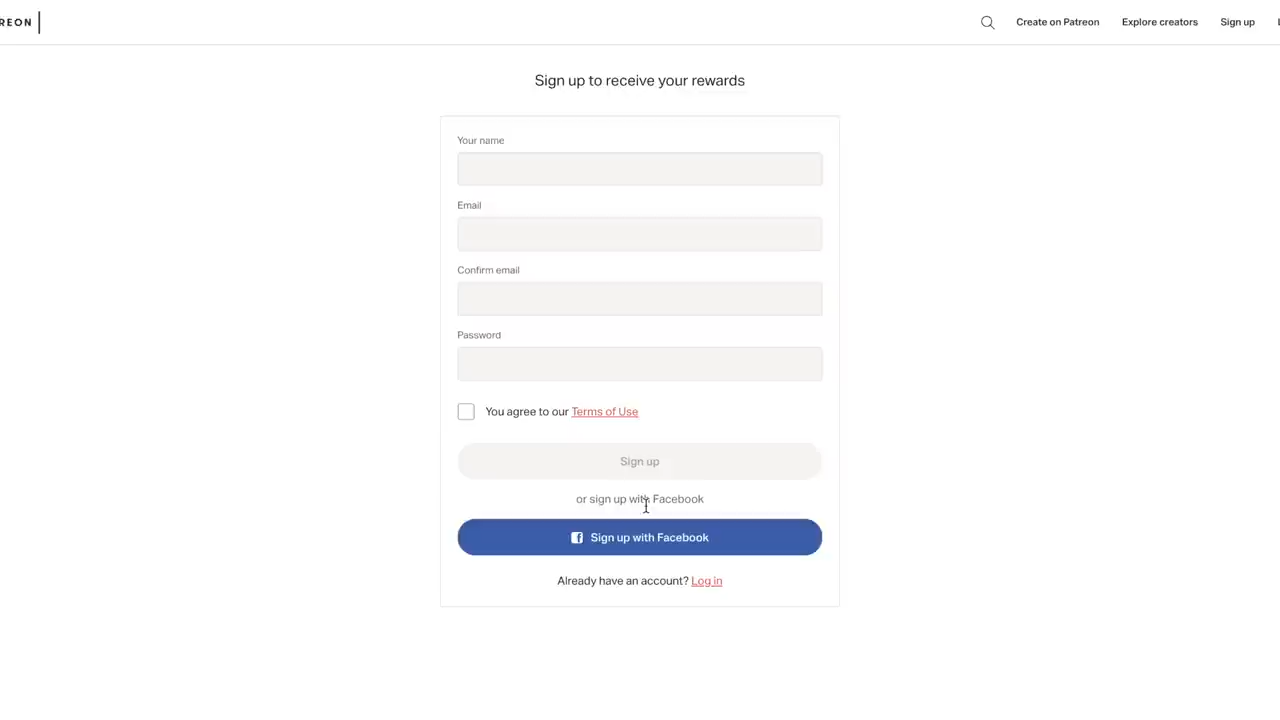 REON
Create on Patreon
Explore creators
Sign up
Sign up to receive your rewards
Your name
Email
Confirm email
Password
You agree to our Terms of Use
Sign up
or sign up with Facebook
Sign up with Facebook
Already have an account? Log in